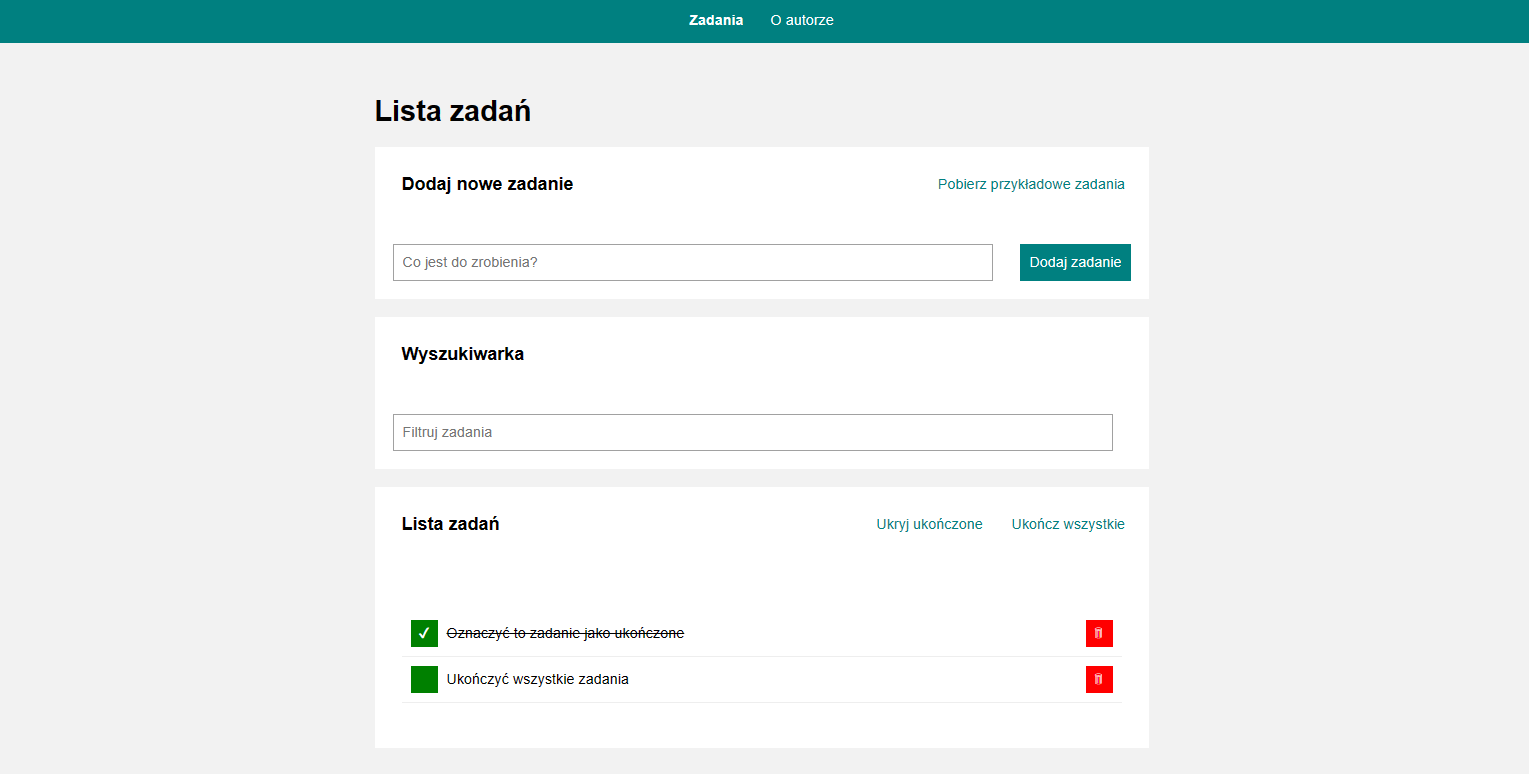 Zadania O autorze
Lista zadań
Dodaj nowe zadanie Pobierz przykładowe zadania
Co jest do zrobienia? Dodaj zadanie
Wyszukiwarka
Filtruj zadania
Lista zadań Ukryj ukończone Ukończ wszystkie
Oznaczyć to zadanie jako ukończone
Ukończyć wszystkie zadania